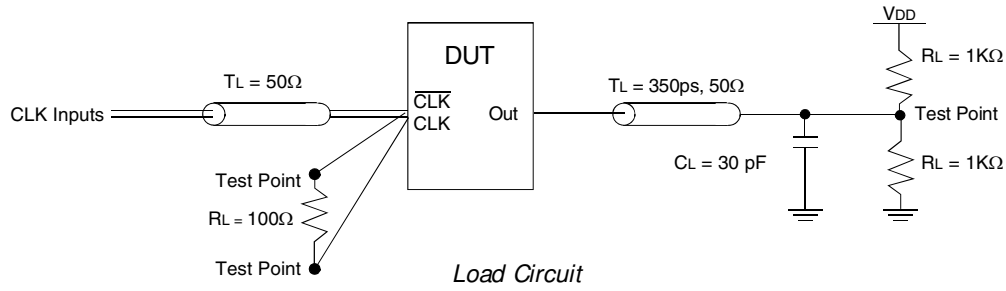 VDD
RL = 1KΩ
DUT
TL = 50Ω
TL = 350ps, 50Ω
CLK Inputs
CLK
CLK
Out
Test Point
CL = 30 pF
RL = 1KΩ
Test Point
RL = 100Ω
Test Point
Load Circuit